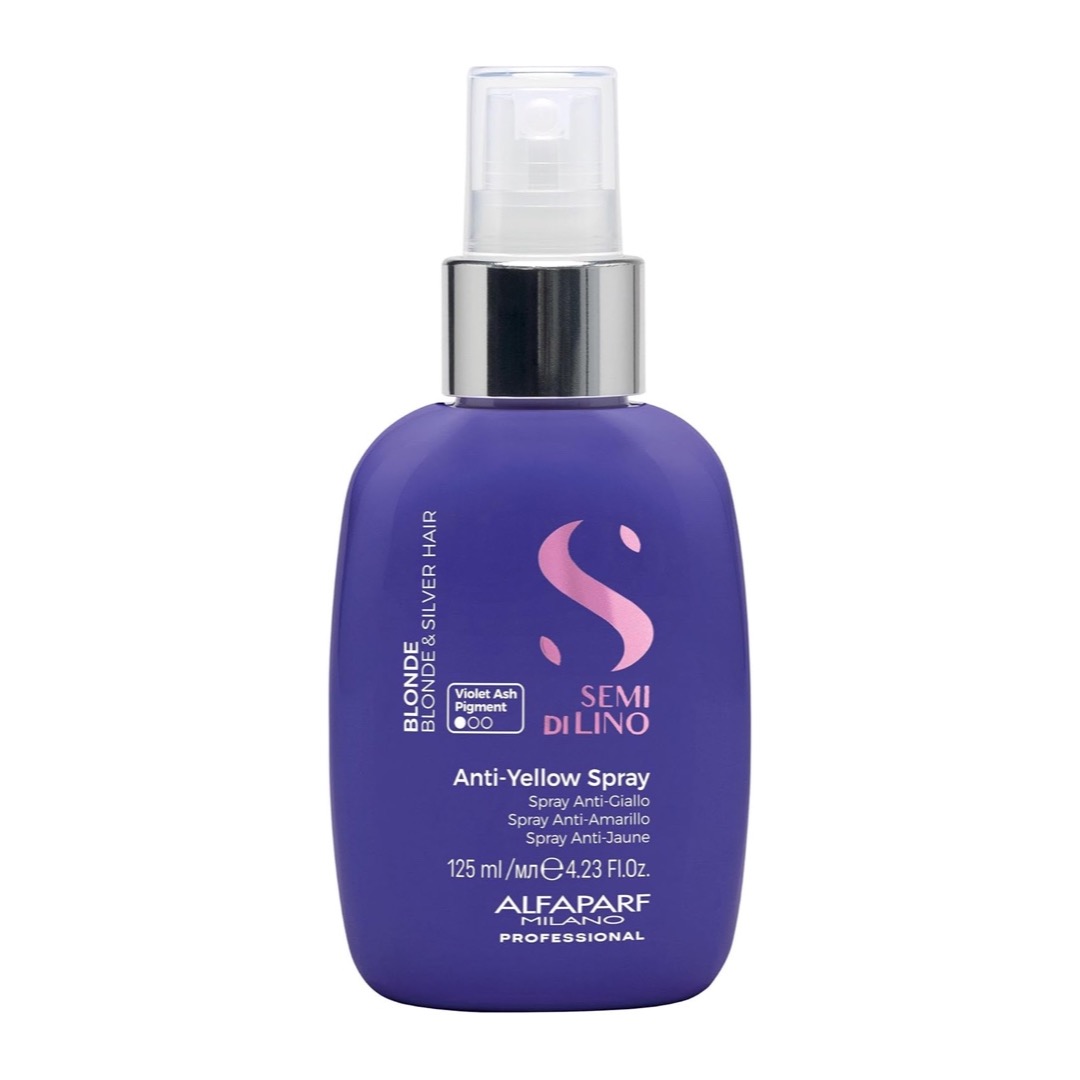 BLONDE
BLONDE & SILVER HAIR
Violet Ash
Pigment
SEMI
DI LINO
Anti-Yellow Spray
Spray Anti-Giallo
Spray Anti-Amarillo
Spray Anti-Jaune
125 ml/мл℮4.23 Fl.Oz.
ALFAPARF
MILANO
PROFESSIONAL